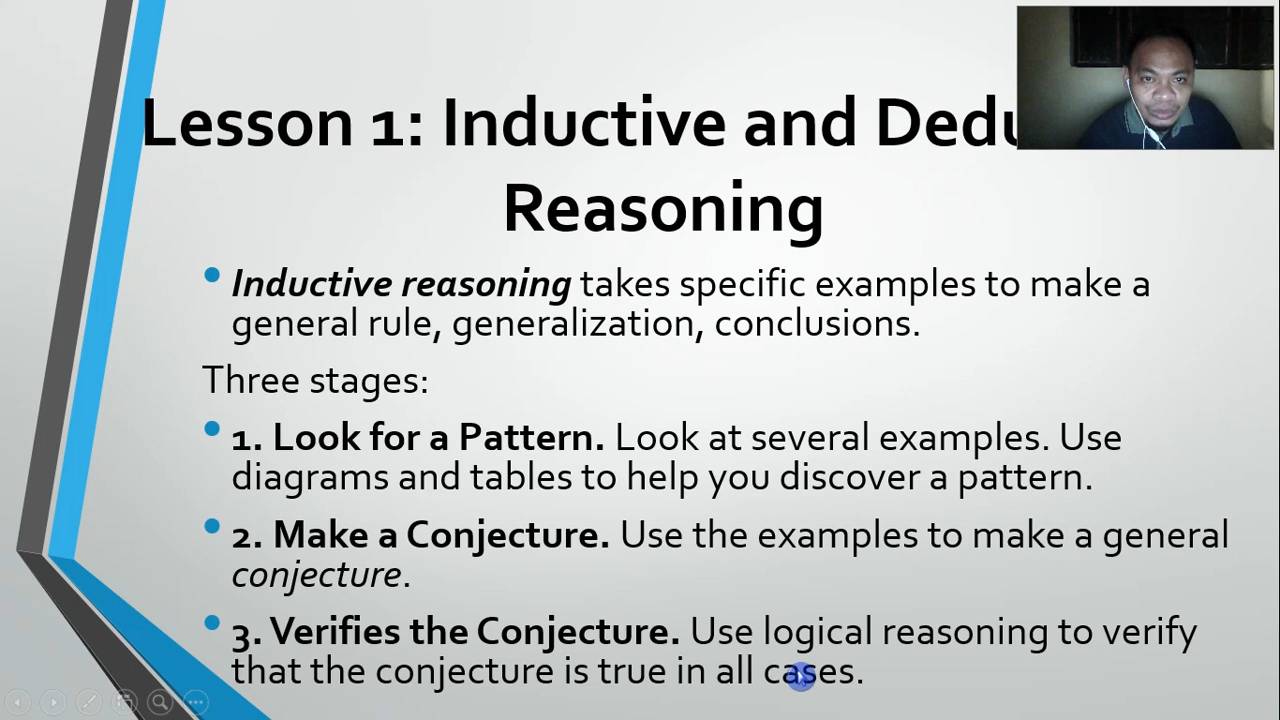 Lesson 1: Inductive and Dedu
Reasoning
• Inductive reasoning takes specific examples to make a
general rule, generalization, conclusions.
Three stages:
• 1. Look for a Pattern. Look at several examples. Use
diagrams and tables to help you discover a pattern.
• 2. Make a Conjecture. Use the examples to make a general
conjecture.
• 3. Verifies the Conjecture. Use logical reasoning to verify
that the conjecture is true in all cases.